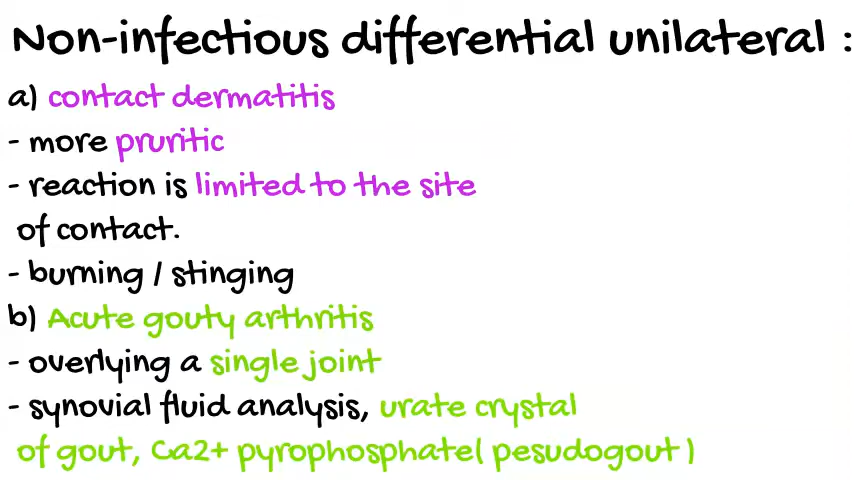 Non-infectious differential unilateral :
a) contact dermatitis
- more pruritic
- reaction is limited to the site
of contact.
- burning / stinging
b) Acute gouty arthritis
- overlying a single joint
- synovial fluid analysis, urate crystal
of gout, Ca2+ pyrophosphate( pesudogout )